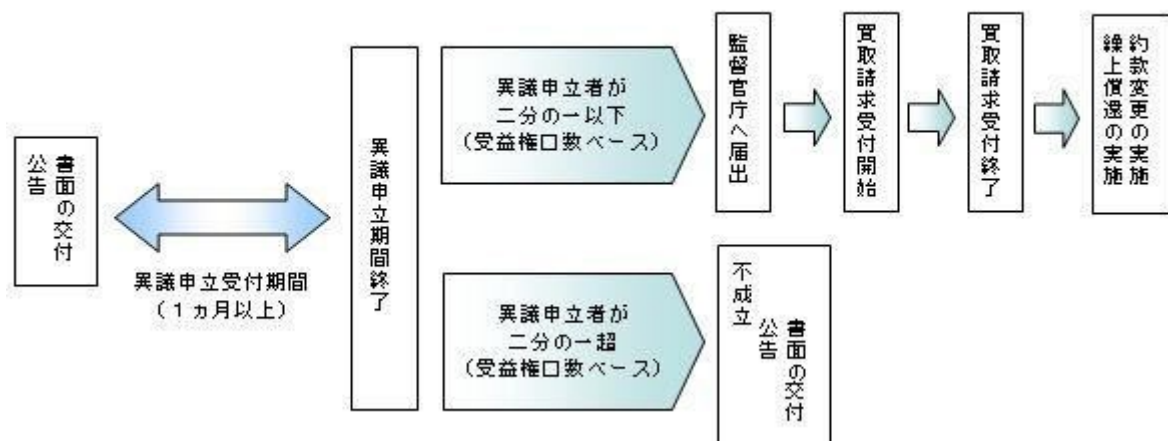 書面の交付
公告
異議申立受付期間
（１ヵ月以上）
異議申立期間終了
異議申立者が
二分の一以下
（受益権口数ベース）
監督官庁へ届出
買取請求受付開始
買取請求受付終了
約款変更の実施
繰上償還の実施
異議申立者が
二分の一超
（受益権口数ベース）
不成立
書面の交付
公告